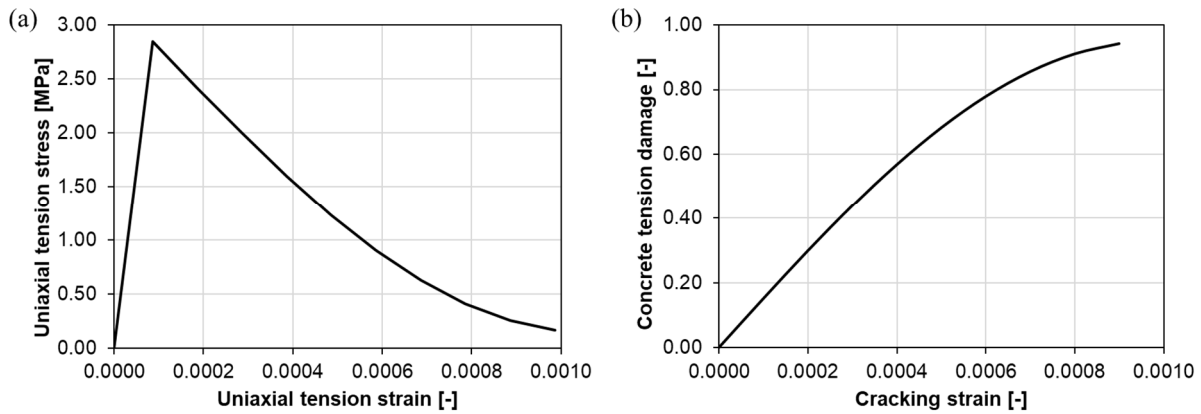 (a)
Uniaxial tension stress [MPa]
3.00
2.50
2.00
1.50
1.00
0.50
0.00
0.0000 0.0002 0.0004 0.0006 0.0008 0.0010
Uniaxial tension strain [-]
(b)
Concrete tension damage [-]
1.00
0.80
0.60
0.40
0.20
0.00
0.0000 0.0002 0.0004 0.0006 0.0008 0.0010
Cracking strain [-]